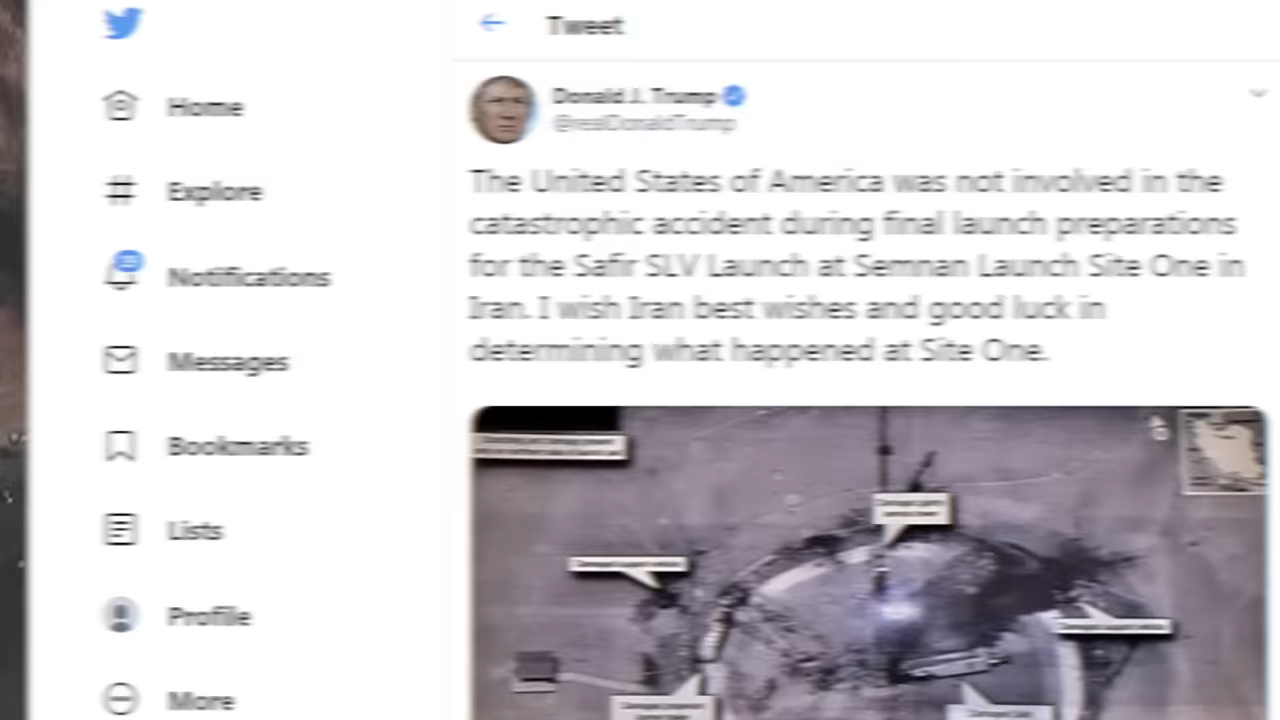 Tweet
Home
Explore
Notifications
Messages
Bookmarks
Lists
Profile
More
Donald J. Trump
@realDonaldTrump
The United States of America was not involved in the
catastrophic accident during final launch preparations
for the Safir SLV Launch at Semnan Launch Site One in
Iran. I wish Iran best wishes and good luck in
determining what happened at Site One.